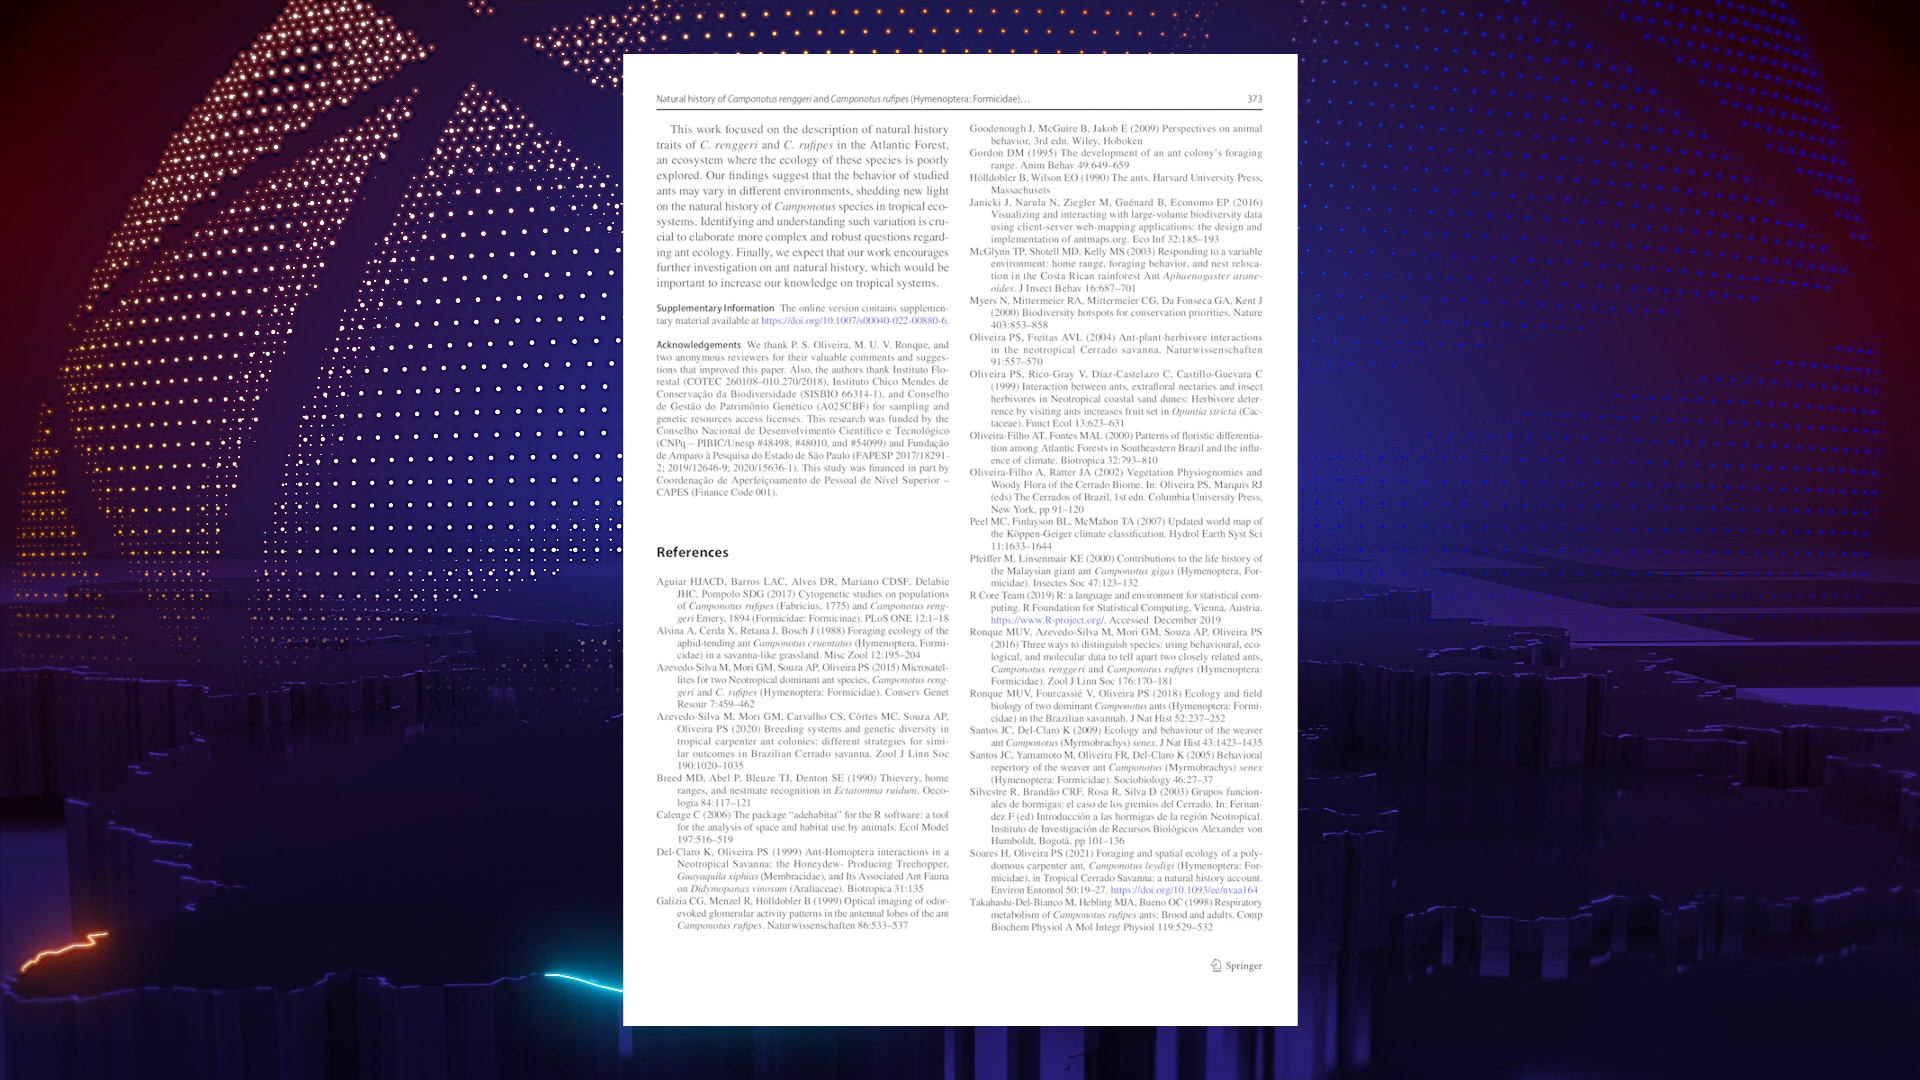 Natural history of Camponotus renggeri and Camponotus rufipes (Hymenoptera: Formicidae)… 373
This work focused on the description of natural history
traits of C. renggeri and C. rufipes in the Atlantic Forest,
an ecosystem where the ecology of these species is poorly
explored. Our findings suggest that the behavior of studied
ants may vary in different environments, shedding new light
on the natural history of Camponotus species in tropical eco-
systems. Identifying and understanding such variation is cru-
cial to elaborate more complex and robust questions regard-
ing ant ecology. Finally, we expect that our work encourages
further investigation on ant natural history, which would be
important to increase our knowledge on tropical systems.
Supplementary Information The online version contains supplemen-
tary material available at https://doi.org/10.1007/s00040-022-00880-6.
Acknowledgements We thank P. S. Oliveira, M. U. V. Ronque, and
two anonymous reviewers for their valuable comments and sugges-
tions that improved this paper. Also, the authors thank Instituto Flo-
restal (COTEC 260108–010.270/2018), Instituto Chico Mendes de
Conservação da Biodiversidade (SISBIO 66314-1), and Conselho
de Gestão do Patrimônio Genético (A025CBF) for sampling and
genetic resources access licenses. This research was funded by the
Conselho Nacional de Desenvolvimento Científico e Tecnológico
(CNPq – PIBIC/Unesp #48498, #48010, and #54099) and Fundação
de Amparo à Pesquisa do Estado de São Paulo (FAPESP 2017/18291-
2; 2019/12646-9; 2020/15636-1). This study was financed in part by
Coordenação de Aperfeiçoamento de Pessoal de Nível Superior –
CAPES (Finance Code 001).
References
Aguiar HJACD, Barros LAC, Alves DR, Mariano CDSF, Delabie
JHC, Pompolo SDG (2017) Cytogenetic studies on populations
of Camponotus rufipes (Fabricius, 1775) and Camponotus reng-
geri Emery, 1894 (Formicidae: Formicinae). PLoS ONE 12:1–18
Alsina A, Cerda X, Retana J, Bosch J (1988) Foraging ecology of the
aphid-tending ant Camponotus cruentatus (Hymenoptera, Formi-
cidae) in a savanna-like grassland. Misc Zool 12:195–204
Azevedo-Silva M, Mori GM, Souza AP, Oliveira PS (2015) Microsatel-
lites for two Neotropical dominant ant species, Camponotus reng-
geri and C. rufipes (Hymenoptera: Formicidae). Conserv Genet
Resour 7:459–462
Azevedo-Silva M, Mori GM, Carvalho CS, Côrtes MC, Souza AP,
Oliveira PS (2020) Breeding systems and genetic diversity in
tropical carpenter ant colonies: different strategies for simi-
lar outcomes in Brazilian Cerrado savanna. Zool J Linn Soc
190:1020–1035
Breed MD, Abel P, Bleuze TJ, Denton SE (1990) Thievery, home
ranges, and nestmate recognition in Ectatomma ruidum. Oeco-
logia 84:117–121
Calenge C (2006) The package “adehabitat” for the R software: a tool
for the analysis of space and habitat use by animals. Ecol Model
197:516–519
Del-Claro K, Oliveira PS (1999) Ant-Homoptera interactions in a
Neotropical Savanna: the Honeydew- Producing Treehopper,
Guayaquila xiphias (Membracidae), and Its Associated Ant Fauna
on Didymopanax vinosum (Araliaceae). Biotropica 31:135
Galizia CG, Menzel R, Hölldobler B (1999) Optical imaging of odor-
evoked glomerular activity patterns in the antennal lobes of the ant
Camponotus rufipes. Naturwissenschaften 86:533–537
Goodenough J, McGuire B, Jakob E (2009) Perspectives on animal
behavior, 3rd edn. Wiley, Hoboken
Gordon DM (1995) The development of an ant colony’s foraging
range. Anim Behav 49:649–659
Hölldobler B, Wilson EO (1990) The ants. Harvard University Press,
Massachusets
Janicki J, Narula N, Ziegler M, Guénard B, Economo EP (2016)
Visualizing and interacting with large-volume biodiversity data
using client-server web-mapping applications: the design and
implementation of antmaps.org. Eco Inf 32:185–193
McGlynn TP, Shotell MD, Kelly MS (2003) Responding to a variable
environment: home range, foraging behavior, and nest reloca-
tion in the Costa Rican rainforest Ant Aphaenogaster arane-
oides. J Insect Behav 16:687–701
Myers N, Mittermeier RA, Mittermeier CG, Da Fonseca GA, Kent J
(2000) Biodiversity hotspots for conservation priorities. Nature
403:853–858
Oliveira PS, Freitas AVL (2004) Ant-plant-herbivore interactions
in the neotropical Cerrado savanna. Naturwissenschaften
91:557–570
Oliveira PS, Rico-Gray V, Díaz-Castelazo C, Castillo-Guevara C
(1999) Interaction between ants, extrafloral nectaries and insect
herbivores in Neotropical coastal sand dunes: Herbivore deter-
rence by visiting ants increases fruit set in Opuntia stricta (Cac-
taceae). Funct Ecol 13:623–631
Oliveira-Filho AT, Fontes MAL (2000) Patterns of floristic differentia-
tion among Atlantic Forests in Southeastern Brazil and the influ-
ence of climate. Biotropica 32:793–810
Oliveira-Filho A, Ratter JA (2002) Vegetation Physiognomies and
Woody Flora of the Cerrado Biome. In: Oliveira PS, Marquis RJ
(eds) The Cerrados of Brazil, 1st edn. Columbia University Press,
New York, pp 91–120
Peel MC, Finlayson BL, McMahon TA (2007) Updated world map of
the Köppen-Geiger climate classification. Hydrol Earth Syst Sci
11:1633–1644
Pfeiffer M, Linsenmair KE (2000) Contributions to the life history of
the Malaysian giant ant Camponotus gigas (Hymenoptera, For-
micidae). Insectes Soc 47:123–132
R Core Team (2019) R: a language and environment for statistical com-
puting. R Foundation for Statistical Computing, Vienna, Austria.
https://www.R-project.org/. Accessed December 2019
Ronque MUV, Azevedo-Silva M, Mori GM, Souza AP, Oliveira PS
(2016) Three ways to distinguish species: using behavioural, eco-
logical, and molecular data to tell apart two closely related ants,
Camponotus renggeri and Camponotus rufipes (Hymenoptera:
Formicidae). Zool J Linn Soc 176:170–181
Ronque MUV, Fourcassié V, Oliveira PS (2018) Ecology and field
biology of two dominant Camponotus ants (Hymenoptera: Formi-
cidae) in the Brazilian savannah. J Nat Hist 52:237–252
Santos JC, Del-Claro K (2009) Ecology and behaviour of the weaver
ant Camponotus (Myrmobrachys) senex. J Nat Hist 43:1423–1435
Santos JC, Yamamoto M, Oliveira FR, Del-Claro K (2005) Behavioral
repertory of the weaver ant Camponotus (Myrmobrachys) senex
(Hymenoptera: Formicidae). Sociobiology 46:27–37
Silvestre R, Brandão CRF, Rosa R, Silva D (2003) Grupos funcion-
ales de hormigas: el caso de los gremios del Cerrado. In: Fernan-
dez F (ed) Introducción a las hormigas de la región Neotropical.
Instituto de Investigación de Recursos Biológicos Alexander von
Humboldt, Bogotá, pp 101–136
Soares H, Oliveira PS (2021) Foraging and spatial ecology of a poly-
domous carpenter ant, Camponotus leydigi (Hymenoptera: For-
micidae), in Tropical Cerrado Savanna: a natural history account.
Environ Entomol 50:19–27. https://doi.org/10.1093/ee/nvaa164
Takahashi-Del-Bianco M, Hebling MJA, Bueno OC (1998) Respiratory
metabolism of Camponotus rufipes ants: Brood and adults. Comp
Biochem Physiol A Mol Integr Physiol 119:529–532
Springer